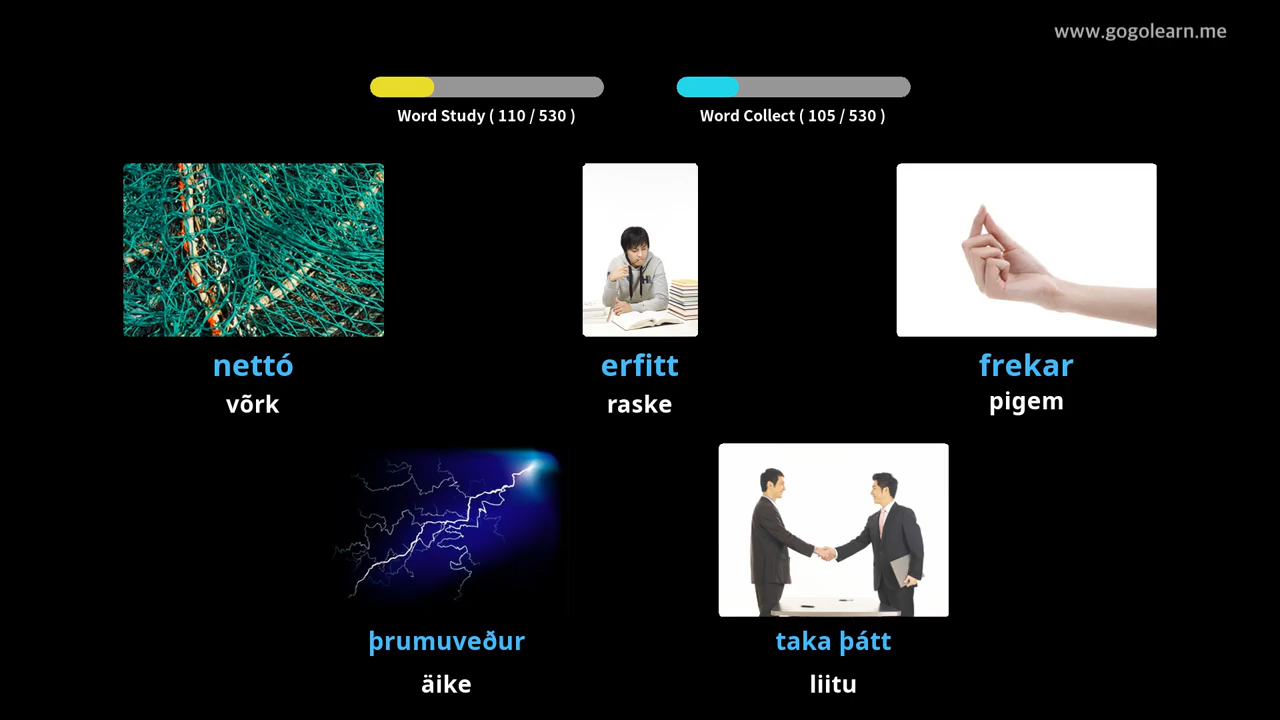 www.gogolearn.me
Word Study ( 110 / 530 )
Word Collect ( 105 / 530 )
nettó
võrk
erfitt
raske
frekar
pigem
þrumuveður
äike
taka þátt
liitu